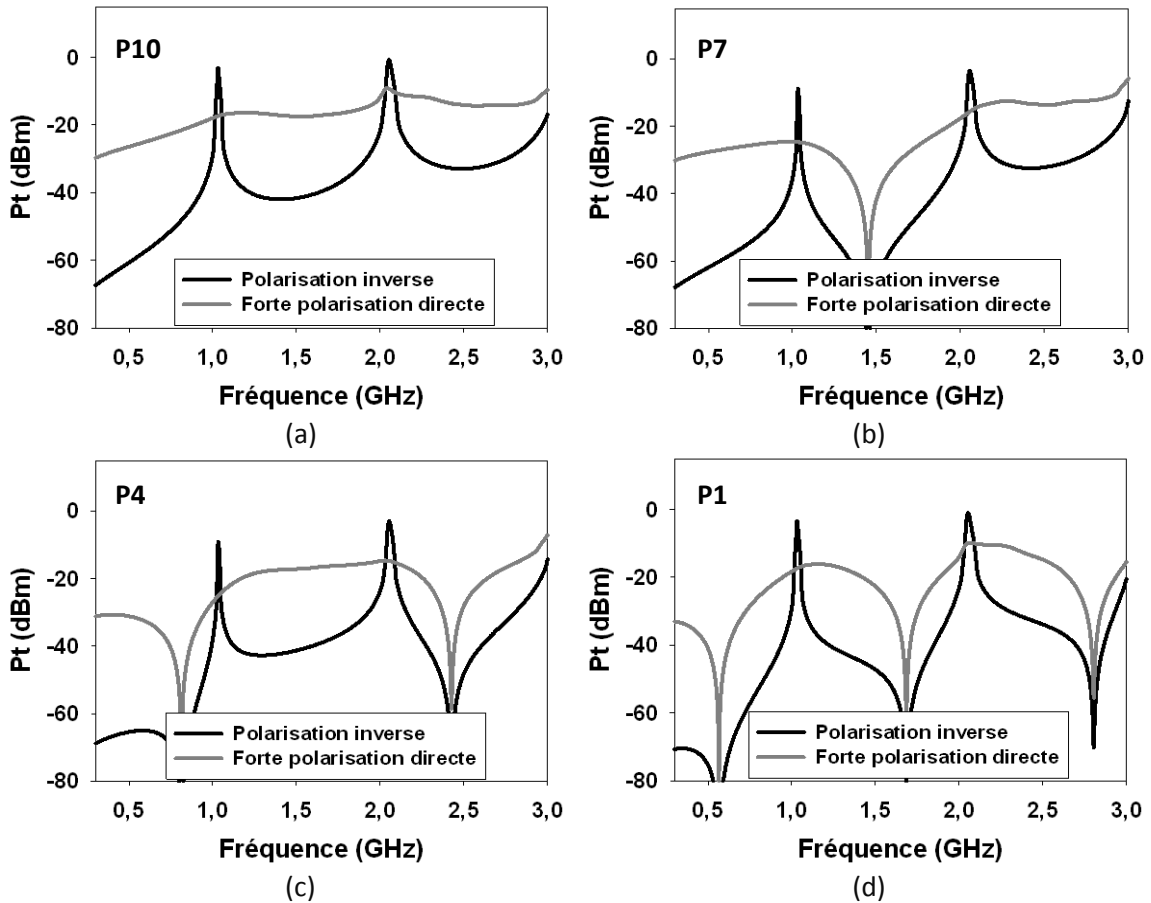 P10
Pt (dBm)
0
-20
-40
-60
-80
Polarisation inverse
Forte polarisation directe
0,5 1,0 1,5 2,0 2,5 3,0
Fréquence (GHz)
(a)
P7
Pt (dBm)
0
-20
-40
-60
-80
Polarisation inverse
Forte polarisation directe
0,5 1,0 1,5 2,0 2,5 3,0
Fréquence (GHz)
(b)
P4
Pt (dBm)
0
-20
-40
-60
-80
Polarisation inverse
Forte polarisation directe
0,5 1,0 1,5 2,0 2,5 3,0
Fréquence (GHz)
(c)
P1
Pt (dBm)
0
-20
-40
-60
-80
Polarisation inverse
Forte polarisation directe
0,5 1,0 1,5 2,0 2,5 3,0
Fréquence (GHz)
(d)